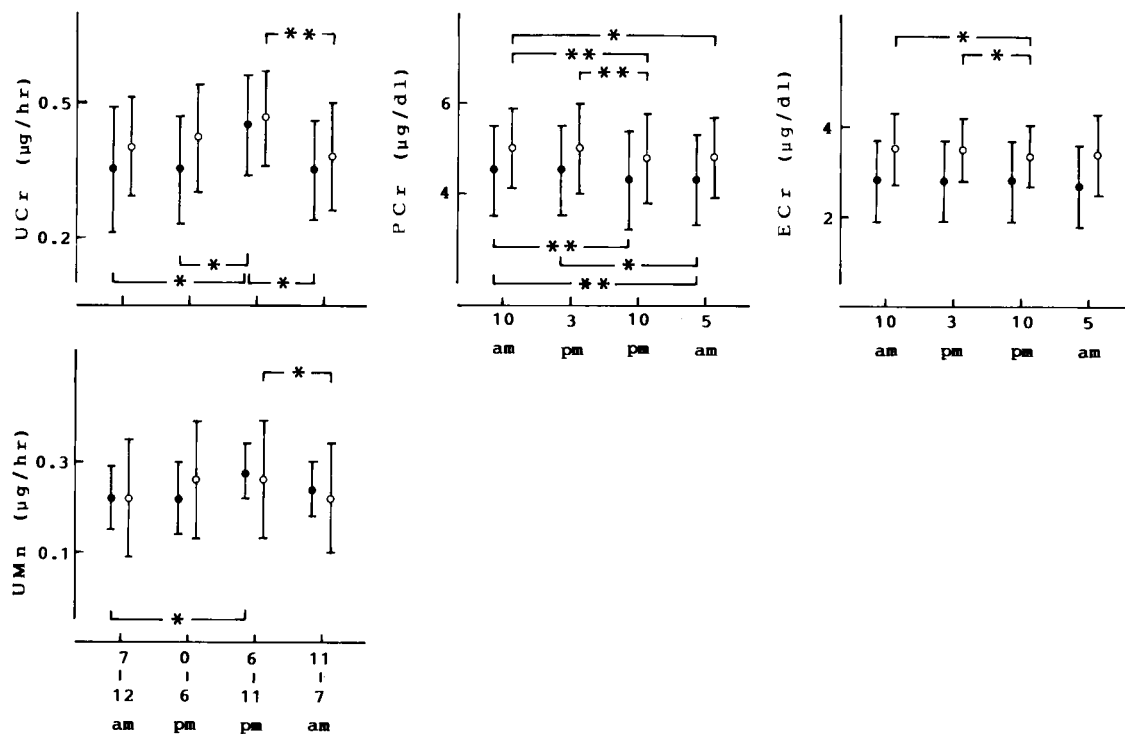 UCr (µg/hr)
0.5
0.2
**
*
*
*
PCr (µg/dl)
6
4
*
**
**
**
*
**
10 3 10 5
am pm pm am
ECr (µg/dl)
4
2
*
*
10 3 10 5
am pm pm am
UMn (µg/hr)
0.3
0.1
*
*
7 0 6 11
| | | |
12 6 11 7
am pm pm am